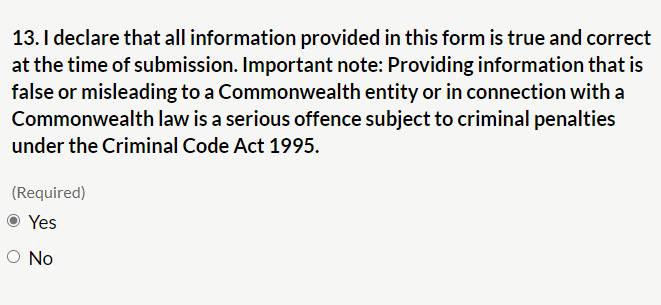 13. I declare that all information provided in this form is true and correct
at the time of submission. Important note: Providing information that is
false or misleading to a Commonwealth entity or in connection with a
Commonwealth law is a serious offence subject to criminal penalties
under the Criminal Code Act 1995.
(Required)
Yes
No